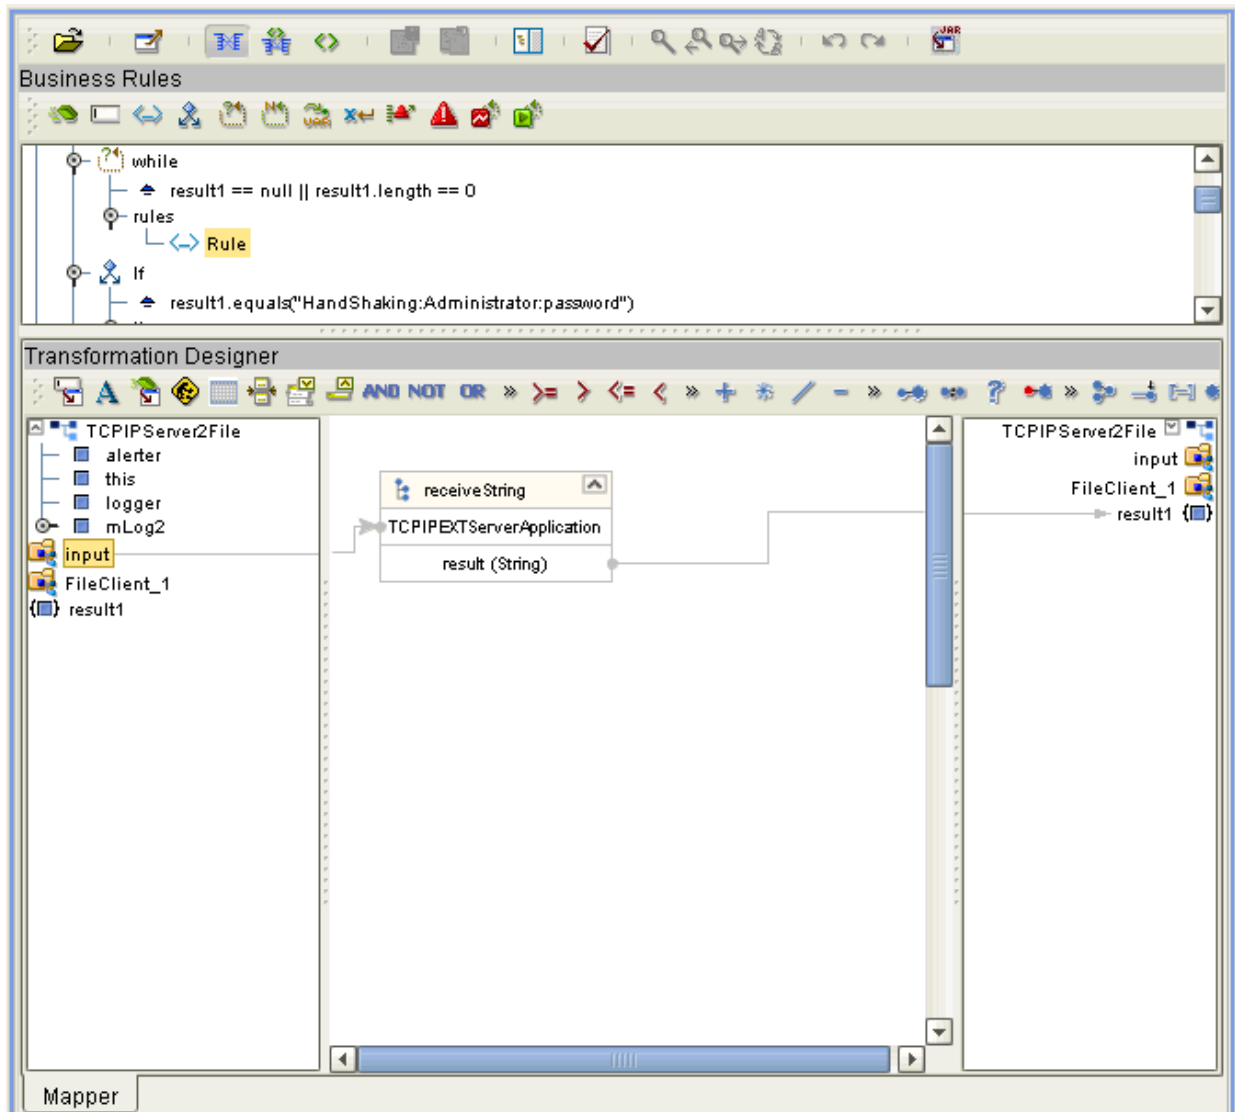 JAR
Business Rules
while
result1 == null || result1.length == 0
rules
Rule
If
result1.equals("HandShaking:Administrator:password")
Transformation Designer
AND NOT OR » >= > <= < » + * / - » ? »
TCPIPServer2File
alerter
this
logger
mLog2
input
FileClient_1
result1
receiveString
TCPIPEXTServerApplication
result (String)
TCPIPServer2File
input
FileClient_1
result1
Mapper